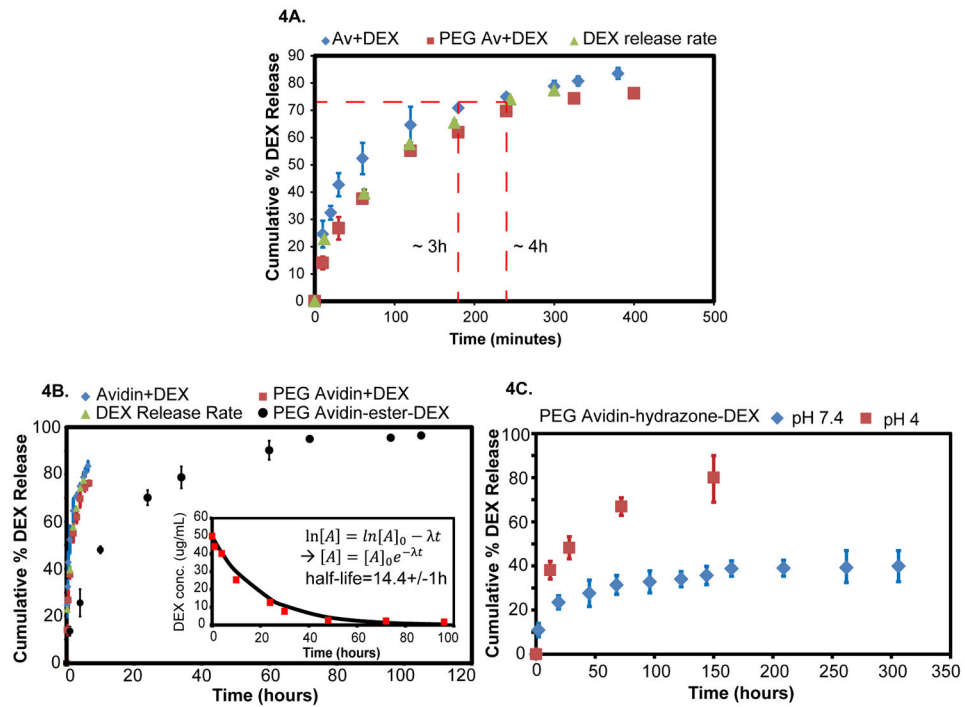 4A.
Av+DEX PEG Av+DEX DEX release rate
Cumulative % DEX Release
90
80
70
60
50
40
30
20
10
0
~ 3h ~ 4h
0 100 200 300 400 500
Time (minutes)
4B.
Avidin+DEX PEG Avidin+DEX
DEX Release Rate PEG Avidin-ester-DEX
Cumulative % DEX Release
100
80
60
40
20
0
DEX conc. (ug/mL)
60
50
40
30
20
10
0
ln[A] = ln[A]₀ − λt
→ [A] = [A]₀e^−λt
half-life=14.4+/-1h
0 20 40 60 80 100
Time (hours)
0 20 40 60 80 100 120
Time (hours)
4C.
PEG Avidin-hydrazone-DEX pH 7.4 pH 4
Cumulative % DEX Release
100
80
60
40
20
0
0 50 100 150 200 250 300 350
Time (hours)